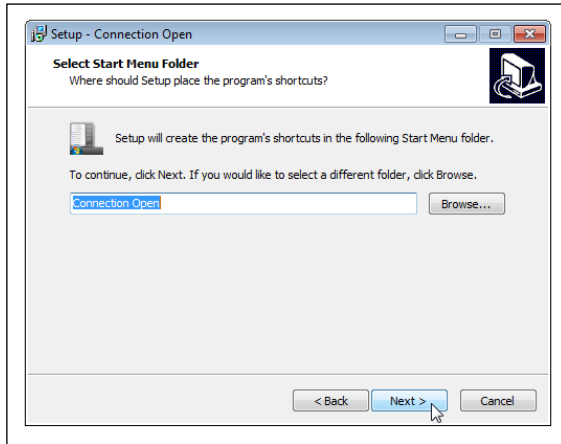 Setup - Connection Open
Select Start Menu Folder
Where should Setup place the program's shortcuts?
Setup will create the program's shortcuts in the following Start Menu folder.
To continue, click Next. If you would like to select a different folder, click Browse.
Connection Open
Browse...
< Back
Next >
Cancel